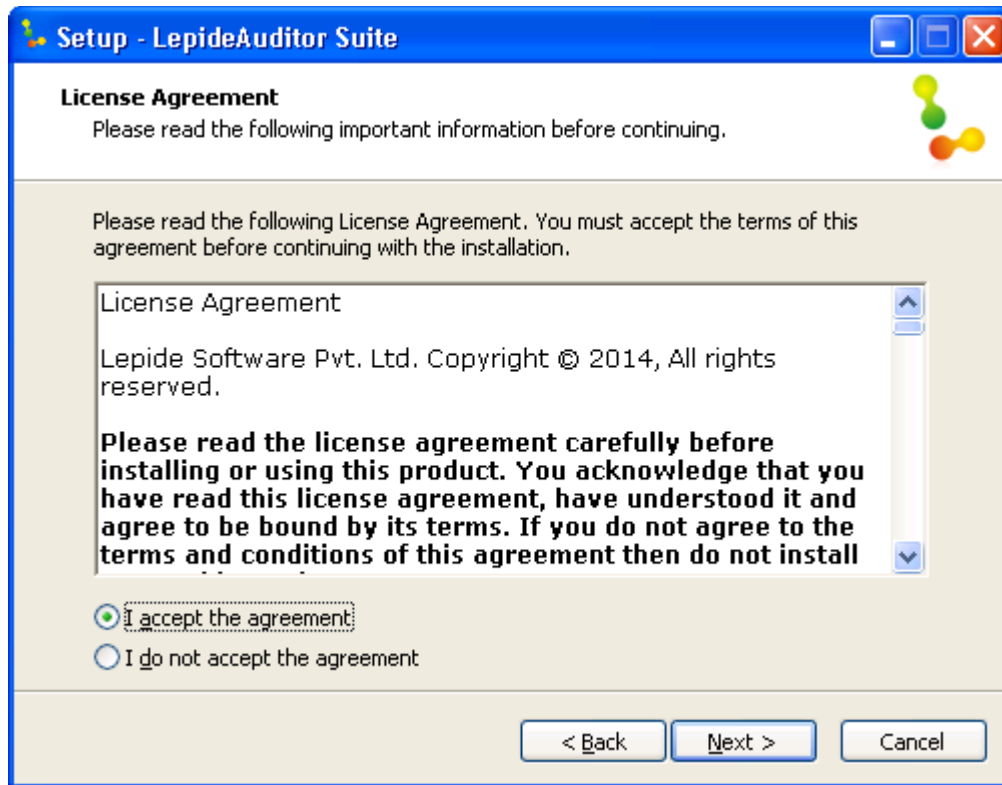 Setup - LepideAuditor Suite
License Agreement
Please read the following important information before continuing.
Please read the following License Agreement. You must accept the terms of this
agreement before continuing with the installation.
License Agreement
Lepide Software Pvt. Ltd. Copyright © 2014, All rights
reserved.
Please read the license agreement carefully before
installing or using this product. You acknowledge that you
have read this license agreement, have understood it and
agree to be bound by its terms. If you do not agree to the
terms and conditions of this agreement then do not install
I accept the agreement
I do not accept the agreement
< Back
Next >
Cancel